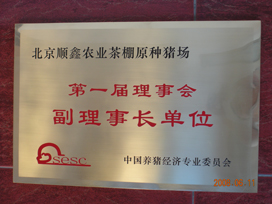 北京顺鑫农业茶棚原种猪场
第一届理事会
副理事长单位
sesc
中国养猪经济专业委员会